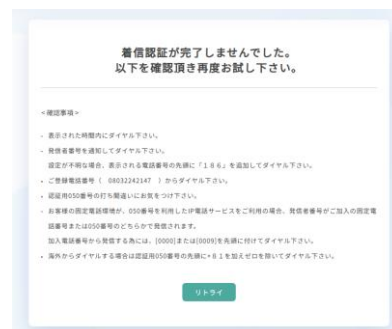 着信認証が完了しませんでした。
以下を確認頂き再度お試し下さい。
<確認事項>
- 表示された時間内にダイヤル下さい。
- 発信者番号を通知してダイヤル下さい。
設定が不明な場合、表示される電話番号の先頭に「１８６」を追加してダイヤル下さい。
- ご登録電話番号（ 08032242147 ）からダイヤル下さい。
- 認証用050番号の打ち間違いにお気をつけ下さい。
- お客様の固定電話環境が、050番号を利用したIP電話サービスをご利用の場合、発信者番号がご加入の固定電
話番号または050番号のどちらかで発信されます。
加入電話番号から発信する為には、[0000]または[0009]を先頭に付けてダイヤル下さい。
- 海外からダイヤルする場合は認証用050番号の先頭に+８１を加えゼロを除いてダイヤル下さい。
リトライ